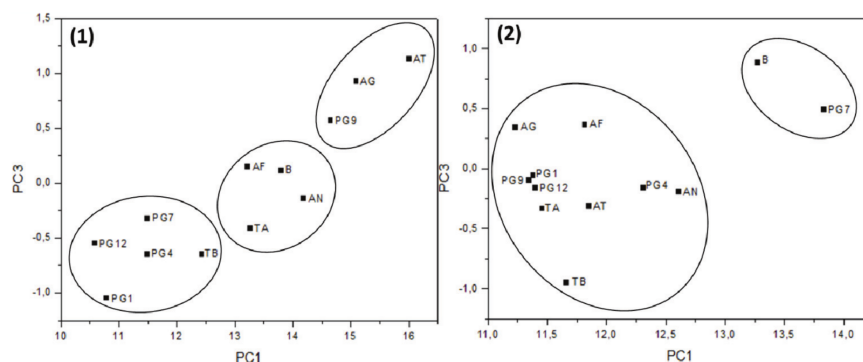 (1)
1,5
1,0
0,5
0,0
-0,5
-1,0
PC3
AT
AG
PG9
AF
B
AN
TA
PG7
PG12
PG4
TB
PG1
10 11 12 13 14 15 16
PC1
(2)
1,0
0,5
0,0
-0,5
1,0
PC3
B
PG7
AG
AF
PG1
PG9
PG12
PG4
AN
TA
AT
TB
11,0 11,5 12,0 12,5 13,0 13,5 14,0
PC1